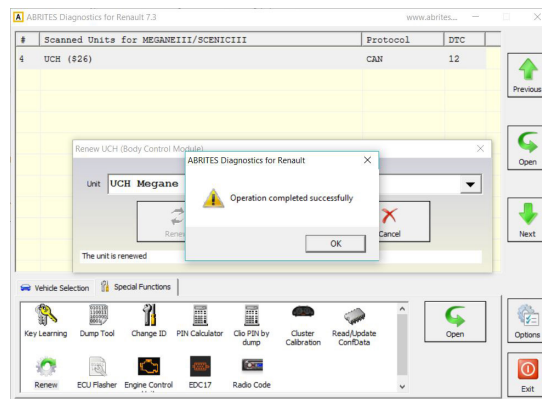 ABRITES Diagnostics for Renault 7.3
www.abrites...
# Scanned Units for MEGANEIII/SCENICIII Protocol DTC
4 UCH ($26) CAN 12
Previous
Renew UCH (Body Control Module)
ABRITES Diagnostics for Renault
Open
Unit UCH Megane
Operation completed successfully
Renew
Cancel
Next
OK
The unit is renewed
Vehicle Selection Special Functions
Key Learning Dump Tool Change ID PIN Calculator Clio PIN by
dump
Cluster
Calibration
Read/Update
ConfData
Open
Options
Renew ECU Flasher Engine Control EDC17 Radio Code
Exit